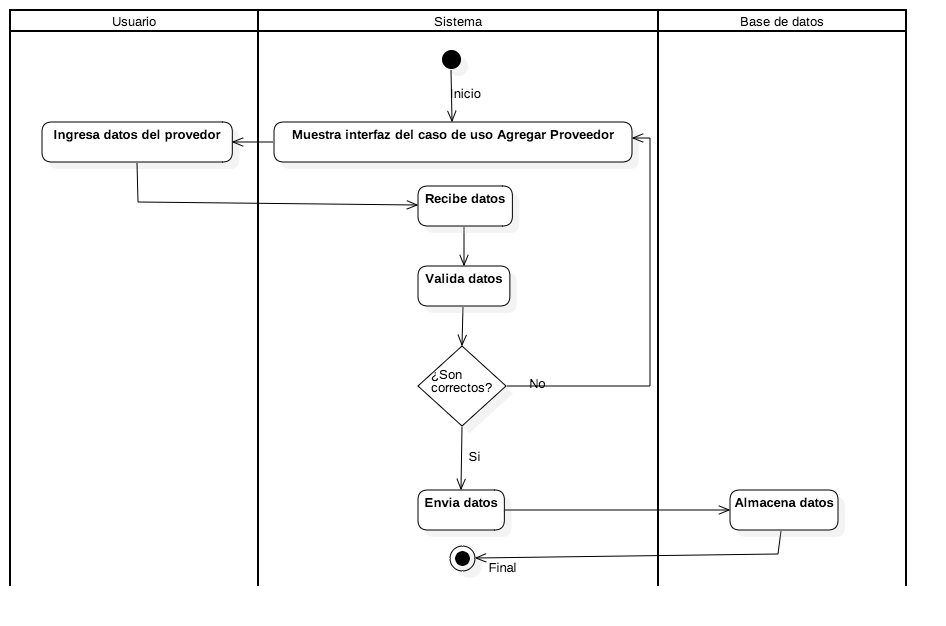 Usuario
Sistema
Base de datos
Inicio
Ingresa datos del provedor
Muestra interfaz del caso de uso Agregar Proveedor
Recibe datos
Valida datos
¿Son
correctos?
No
Si
Envia datos
Almacena datos
Final